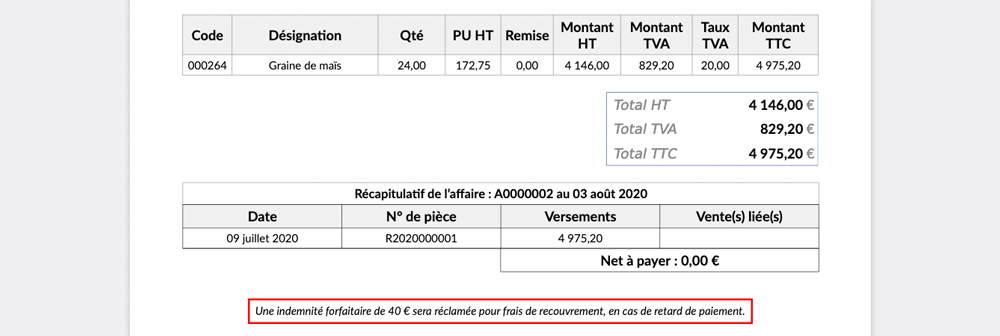 Code Désignation Qté PU HT Remise Montant HT Montant TVA Taux TVA Montant TTC
000264 Graine de maïs 24,00 172,75 0,00 4 146,00 829,20 20,00 4 975,20
Total HT 4 146,00 €
Total TVA 829,20 €
Total TTC 4 975,20 €
Récapitulatif de l'affaire : A0000002 au 03 août 2020
Date N° de pièce Versements Vente(s) liée(s)
09 juillet 2020 R2020000001 4 975,20
Net à payer : 0,00 €
Une indemnité forfaitaire de 40 € sera réclamée pour frais de recouvrement, en cas de retard de paiement.